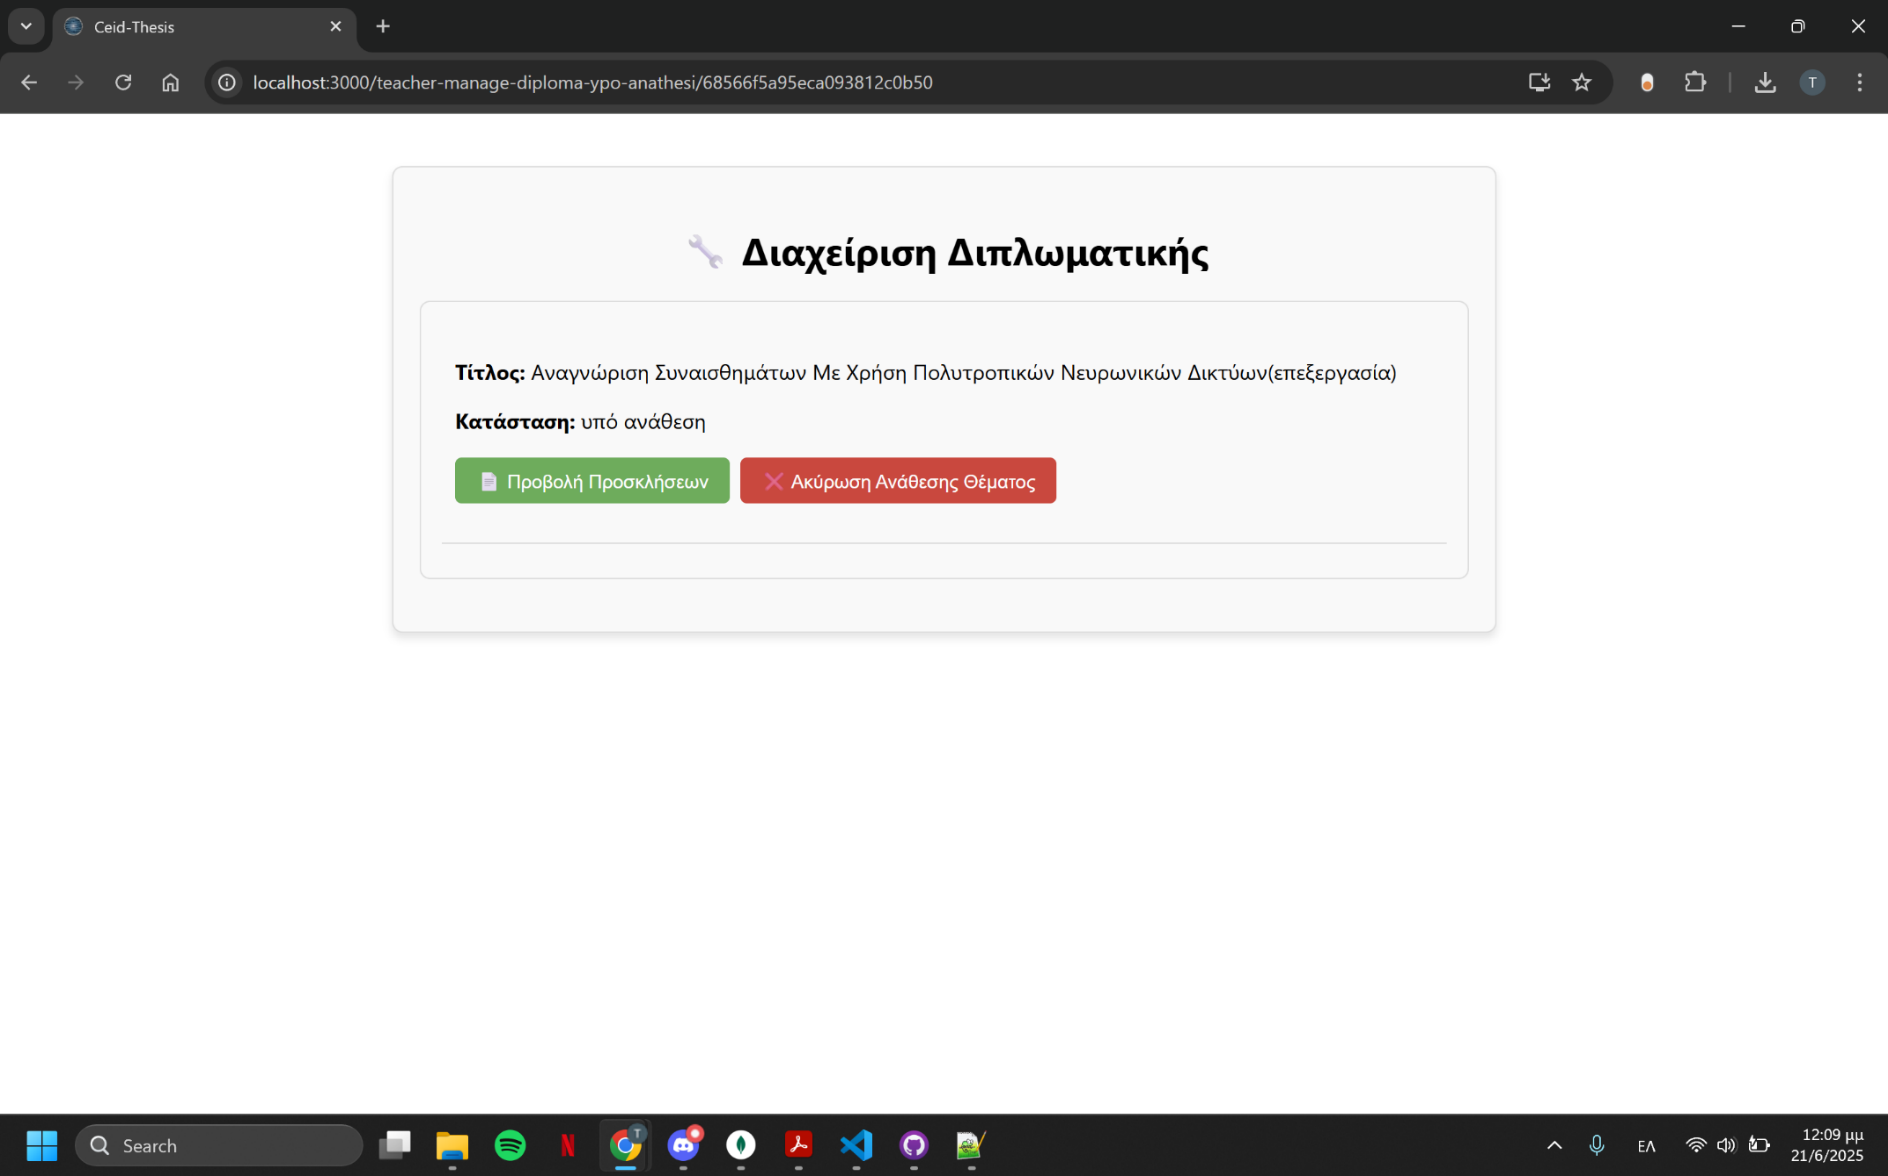 Ceid-Thesis
localhost:3000/teacher-manage-diploma-ypo-anathesi/68566f5a95eca093812c0b50
T
Διαχείριση Διπλωματικής
Τίτλος: Αναγνώριση Συναισθημάτων Με Χρήση Πολυτροπικών Νευρωνικών Δικτύων(επεξεργασία)
Κατάσταση: υπό ανάθεση
Προβολή Προσκλήσεων
Ακύρωση Ανάθεσης Θέματος
Search
T
ΕΛ
12:09 μμ
21/6/2025